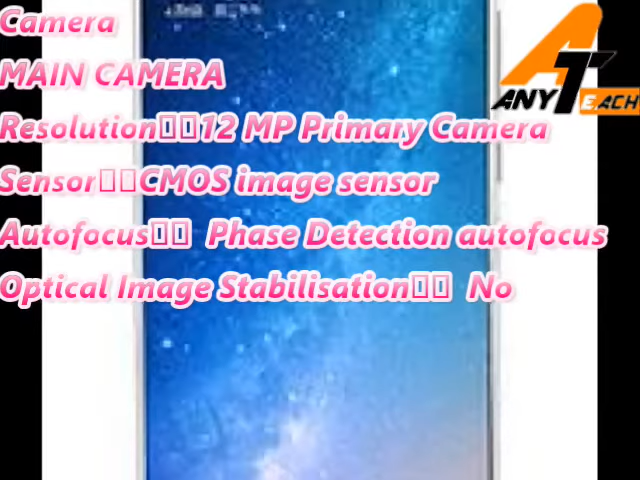 Camera
MAIN CAMERA
Resolution▯▯12 MP Primary Camera
Sensor▯▯CMOS image sensor
Autofocus▯▯ Phase Detection autofocus
Optical Image Stabilisation▯▯ No
ANY TEACH